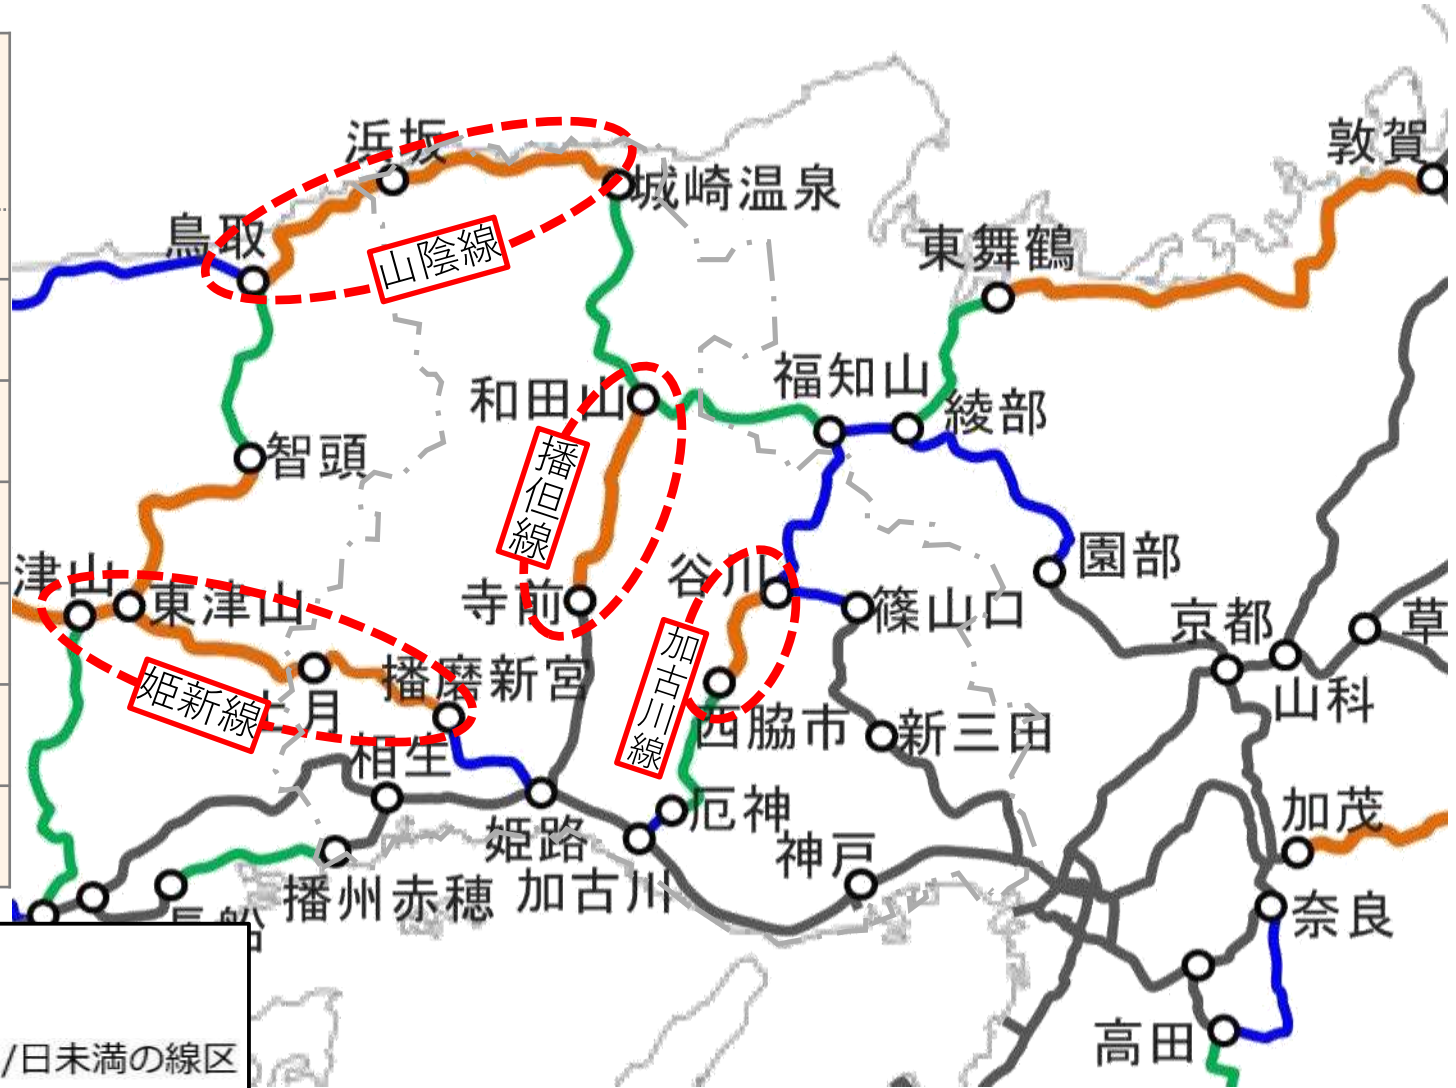 敦賀
浜坂
城崎温泉
鳥取
東舞鶴
山陰線
福知山
和田山
綾部
智頭
播但線
園部
津山
東津山
寺前
谷川
篠山口
京都
草
加古川線
播磨新宮
姫新線
月
山科
西脇市
新三田
相生
厄神
加茂
姫路
神戸
播州赤穂
加古川
奈良
長船
高田
/日未満の線区